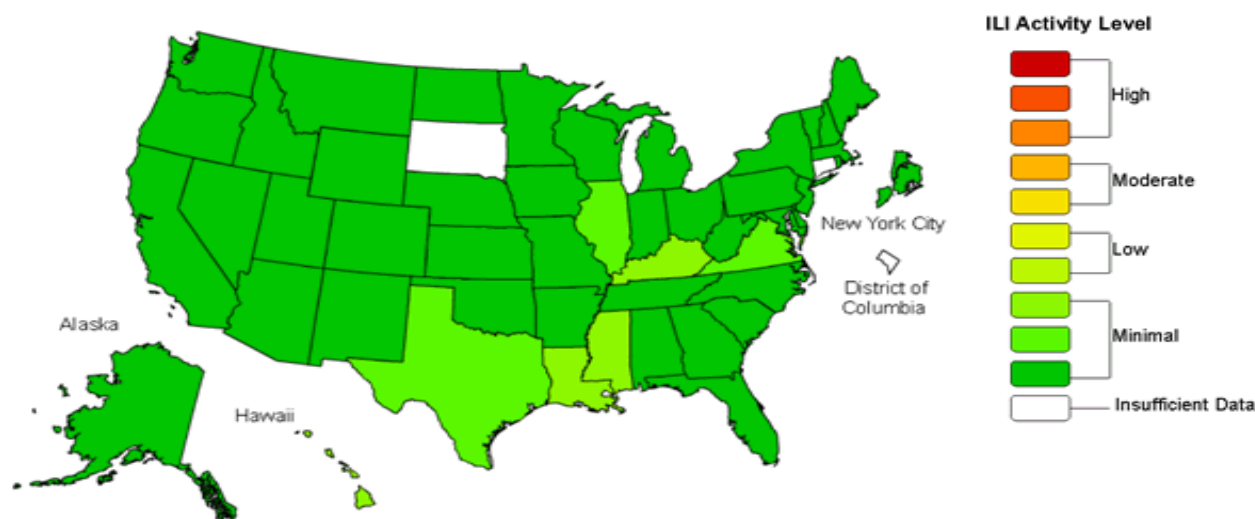 ILI Activity Level
High
Moderate
New York City
Low
District of
Columbia
Alaska
Minimal
Hawaii
Insufficient Data